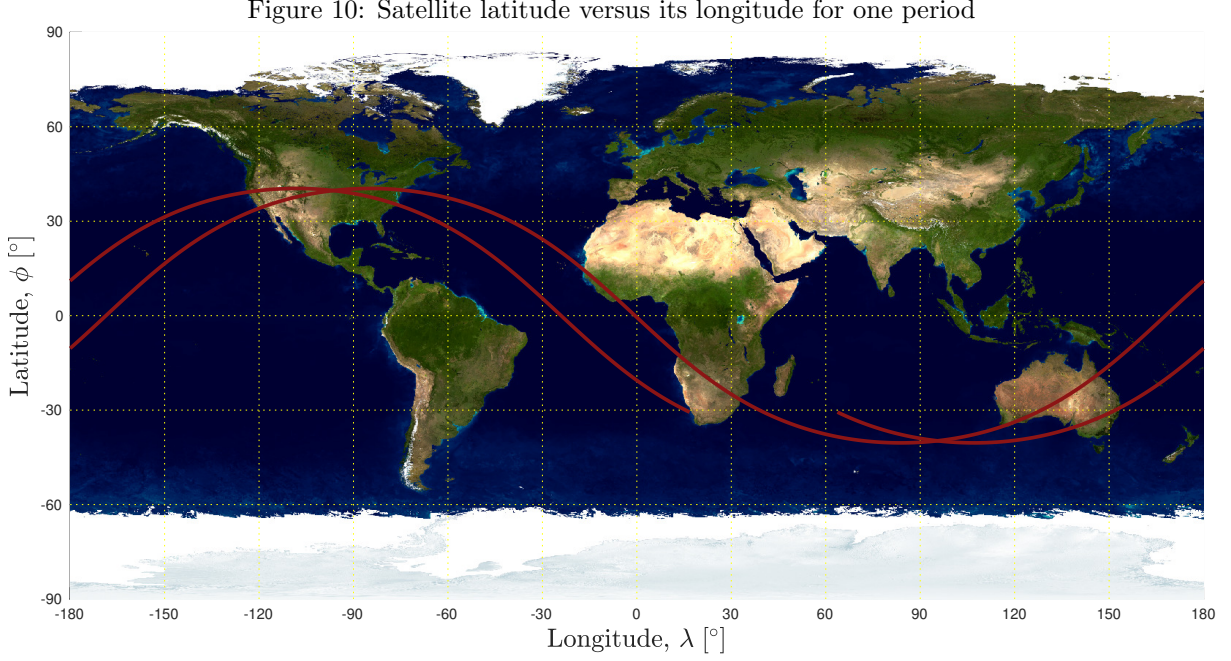 Figure 10: Satellite latitude versus its longitude for one period
90
60
30
0
-30
-60
-90
Latitude, ϕ [°]
-180 -150 -120 -90 -60 -30 0 30 60 90 120 150 180
Longitude, λ [°]